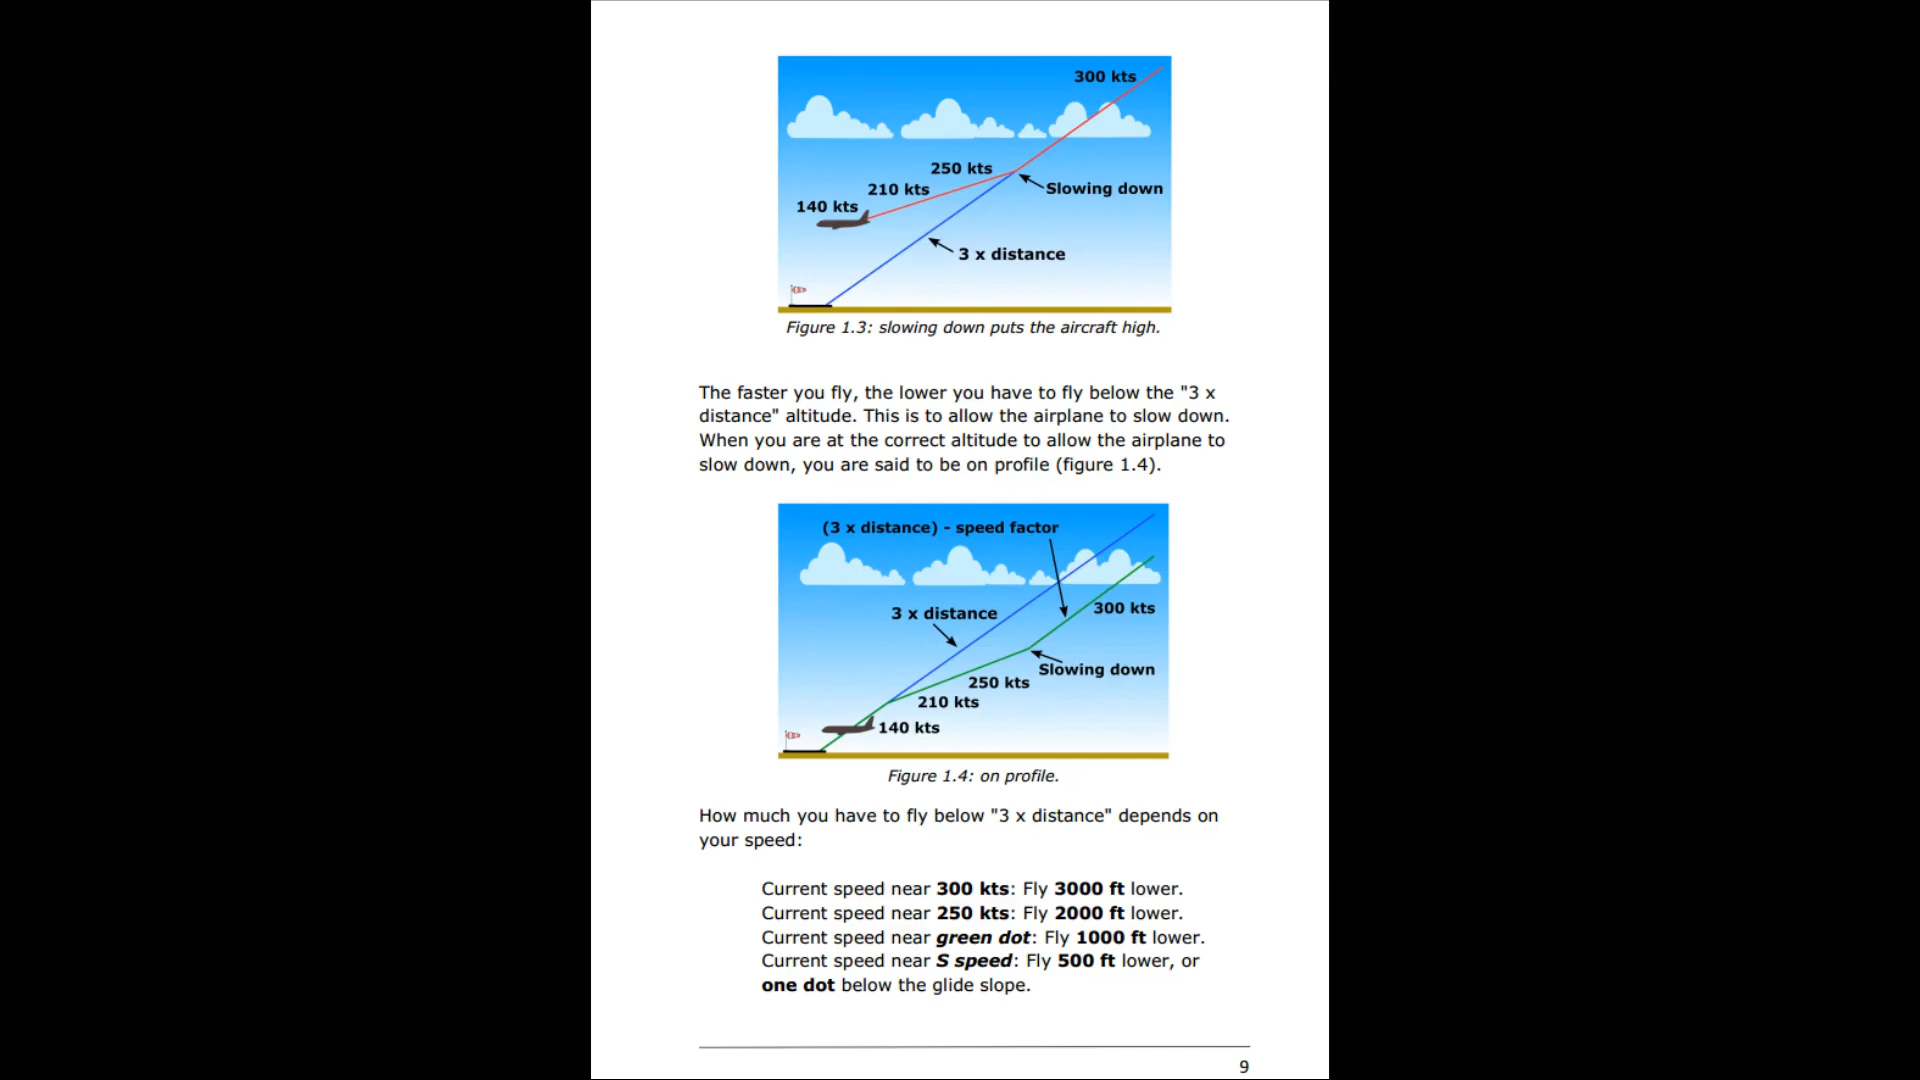 300 kts
250 kts
210 kts
Slowing down
140 kts
3 x distance
Figure 1.3: slowing down puts the aircraft high.
The faster you fly, the lower you have to fly below the "3 x
distance" altitude. This is to allow the airplane to slow down.
When you are at the correct altitude to allow the airplane to
slow down, you are said to be on profile (figure 1.4).
(3 x distance) - speed factor
3 x distance
300 kts
Slowing down
250 kts
210 kts
140 kts
Figure 1.4: on profile.
How much you have to fly below "3 x distance" depends on
your speed:
Current speed near 300 kts: Fly 3000 ft lower.
Current speed near 250 kts: Fly 2000 ft lower.
Current speed near green dot: Fly 1000 ft lower.
Current speed near S speed: Fly 500 ft lower, or
one dot below the glide slope.
9